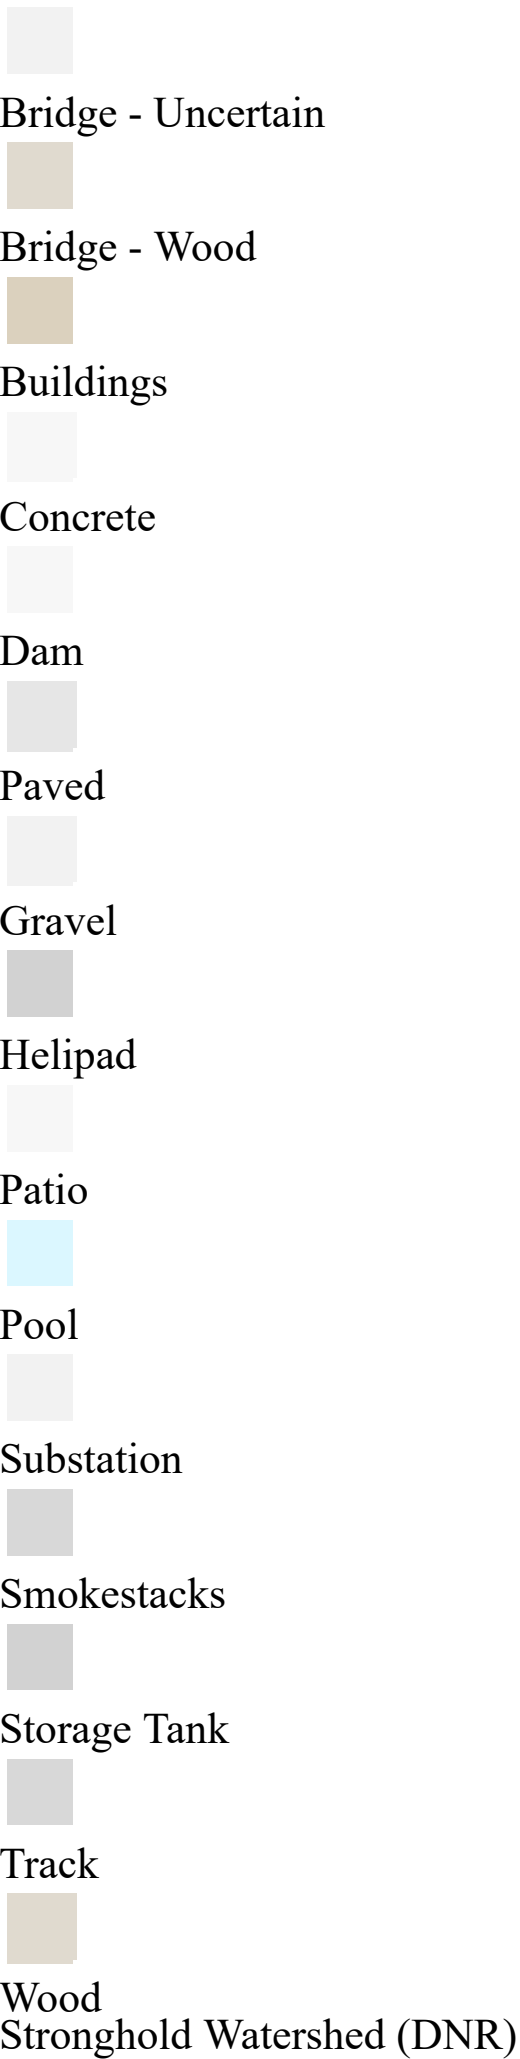 Bridge - Uncertain
Bridge - Wood
Buildings
Concrete
Dam
Paved
Gravel
Helipad
Patio
Pool
Substation
Smokestacks
Storage Tank
Track
Wood
Stronghold Watershed (DNR)